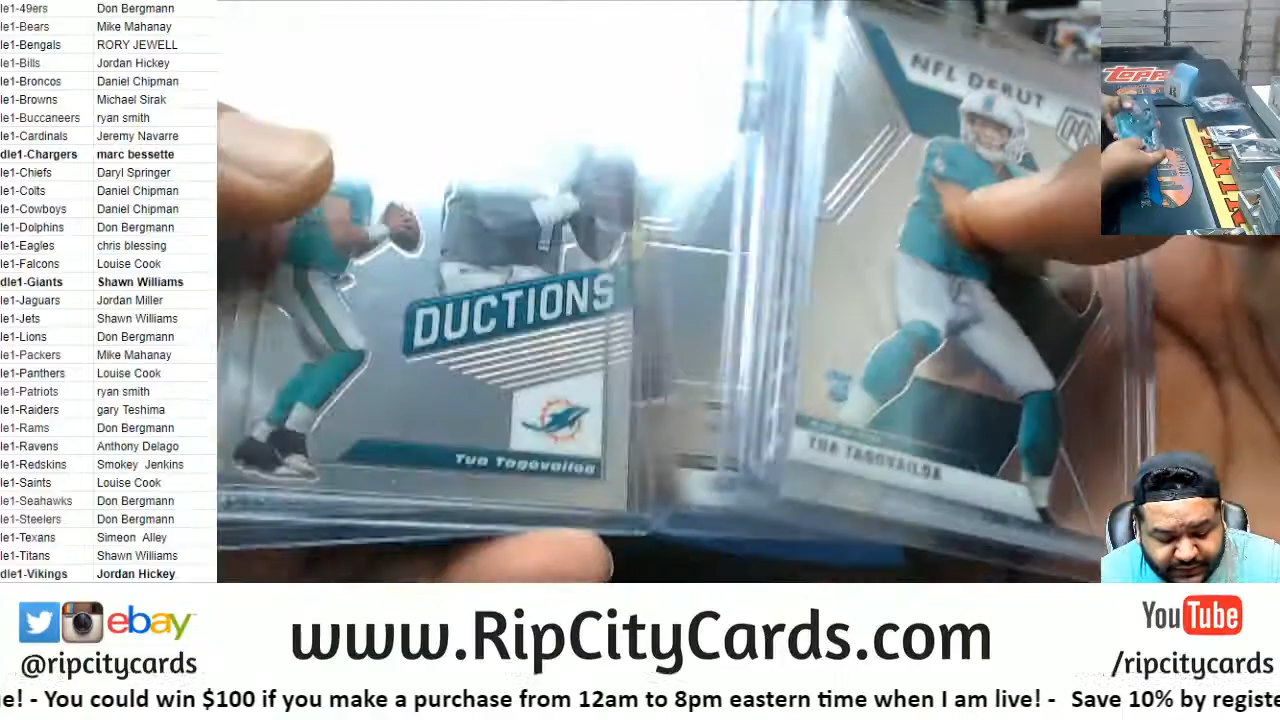 le1-49ers Don Bergmann
le1-Bears Mike Mahanay
le1-Bengals RORY JEWELL
le1-Bills Jordan Hickey
le1-Broncos Daniel Chipman
le1-Browns Michael Sirak
le1-Buccaneers ryan smith
le1-Cardinals Jeremy Navarre
dle1-Chargers marc bessette
le1-Chiefs Daryl Springer
le1-Colts Daniel Chipman
le1-Cowboys Daniel Chipman
le1-Dolphins Don Bergmann
le1-Eagles chris blessing
le1-Falcons Louise Cook
dle1-Giants Shawn Williams
le1-Jaguars Jordan Miller
le1-Jets Shawn Williams
le1-Lions Don Bergmann
le1-Packers Mike Mahanay
le1-Panthers Louise Cook
le1-Patriots ryan smith
le1-Raiders gary Teshima
le1-Rams Don Bergmann
le1-Ravens Anthony Delago
le1-Redskins Smokey Jenkins
le1-Saints Louise Cook
le1-Seahawks Don Bergmann
le1-Steelers Don Bergmann
le1-Texans Simeon Alley
le1-Titans Shawn Williams
dle1-Vikings Jordan Hickey
DUCTIONS
Tua Tagovailoa
NFL DEBUT
RC
TUA TAGOVAILOA
TOPP
PANINI
ebay
@ripcitycards
www.RipCityCards.com
YouTube
/ripcitycards
e! - You could win $100 if you make a purchase from 12am to 8pm eastern time when I am live! - Save 10% by registe